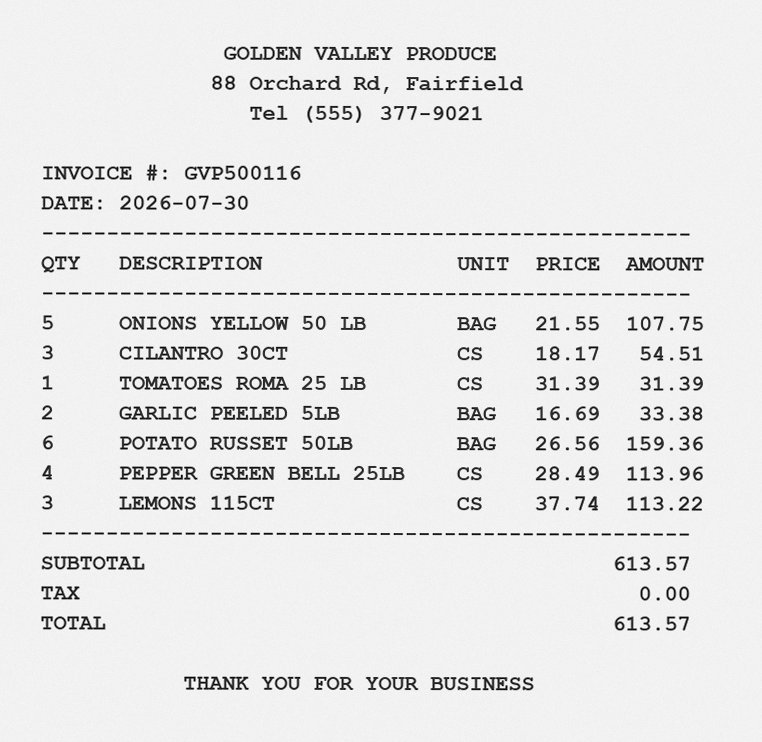 GOLDEN VALLEY PRODUCE
88 Orchard Rd, Fairfield
Tel (555) 377-9021
INVOICE #: GVP500116
DATE: 2026-07-30
--------------------------------------------------
QTY DESCRIPTION UNIT PRICE AMOUNT
--------------------------------------------------
5 ONIONS YELLOW 50 LB BAG 21.55 107.75
3 CILANTRO 30CT CS 18.17 54.51
1 TOMATOES ROMA 25 LB CS 31.39 31.39
2 GARLIC PEELED 5LB BAG 16.69 33.38
6 POTATO RUSSET 50LB BAG 26.56 159.36
4 PEPPER GREEN BELL 25LB CS 28.49 113.96
3 LEMONS 115CT CS 37.74 113.22
--------------------------------------------------
SUBTOTAL 613.57
TAX 0.00
TOTAL 613.57
THANK YOU FOR YOUR BUSINESS